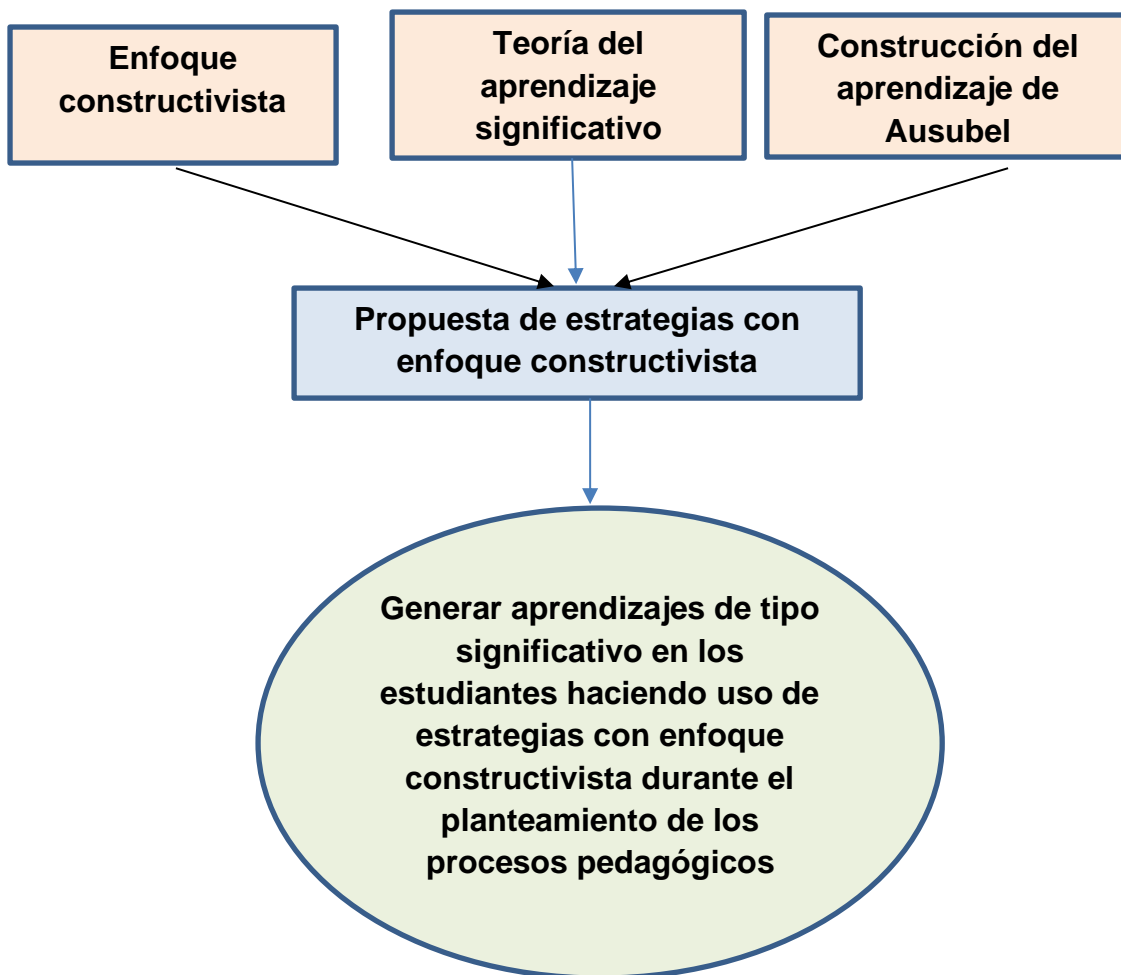 Enfoque
constructivista
Teoría del
aprendizaje
significativo
Construcción del
aprendizaje de
Ausubel
Propuesta de estrategias con
enfoque constructivista
Generar aprendizajes de tipo
significativo en los
estudiantes haciendo uso de
estrategias con enfoque
constructivista durante el
planteamiento de los
procesos pedagógicos